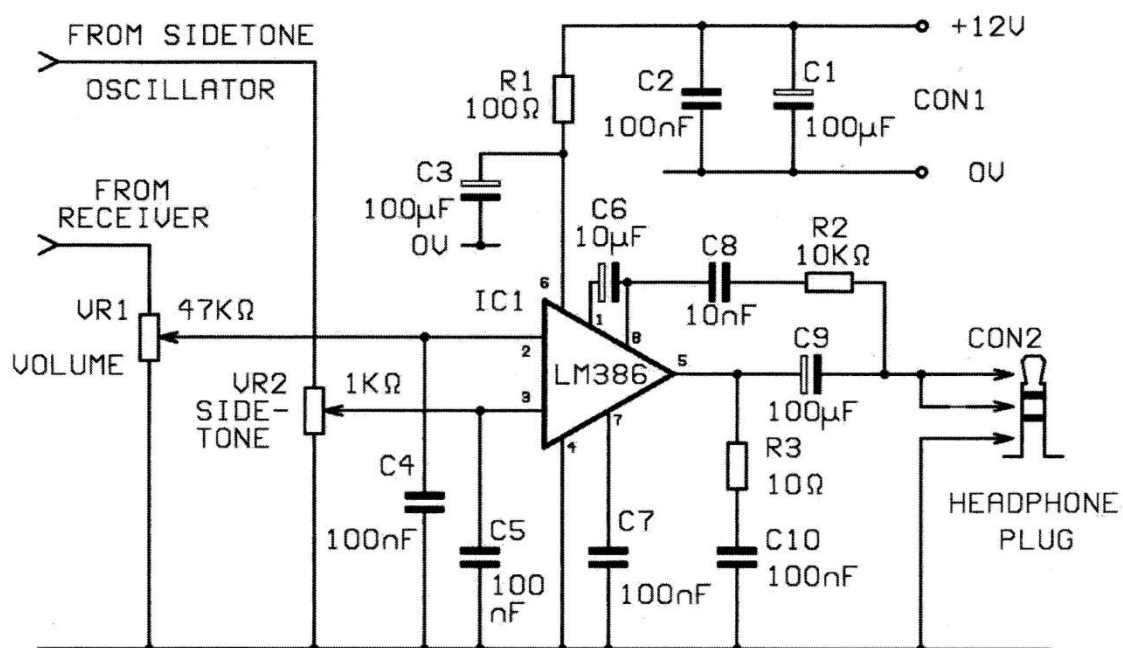 FROM SIDETONE
OSCILLATOR
FROM
RECEIVER
VR1
47KΩ
VOLUME
VR2
1KΩ
SIDE-
TONE
R1
100Ω
C2
100nF
C1
100µF
+12V
CON1
0V
C3
100µF
0V
C6
10µF
C8
10nF
R2
10KΩ
IC1
LM386
6
1
8
2
3
5
7
4
C9
100µF
CON2
R3
10Ω
C4
100nF
C5
100
nF
C7
100nF
C10
100nF
HEADPHONE
PLUG